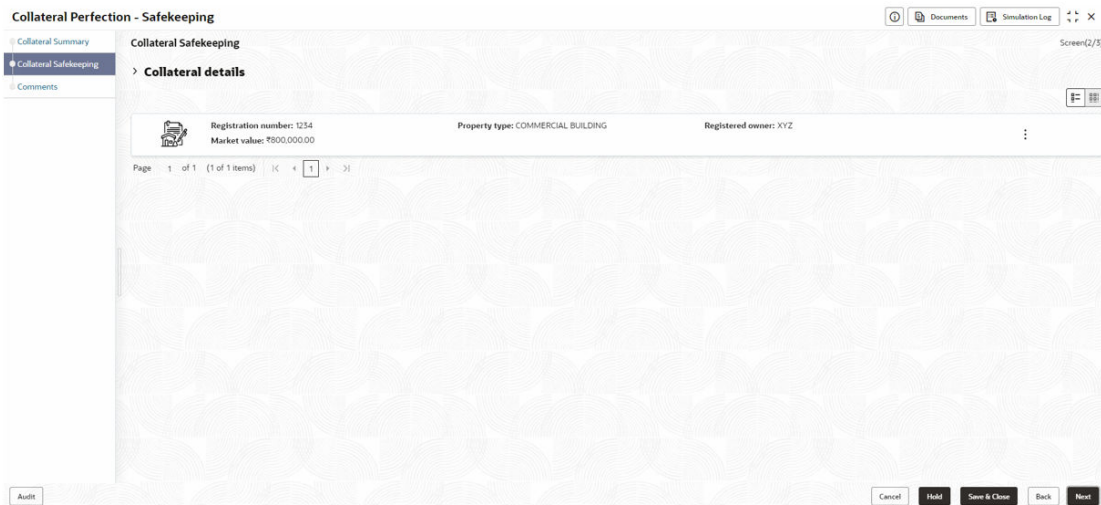 Collateral Perfection - Safekeeping
Documents
Simulation Log
Collateral Summary
Collateral Safekeeping
Comments
Collateral Safekeeping
Screen(2/3
Collateral details
Registration number: 1234 Property type: COMMERCIAL BUILDING Registered owner: XYZ
Market value: ₹800,000.00
Page 1 of 1 (1 of 1 items) 1
Audit Cancel Hold Save & Close Back Next